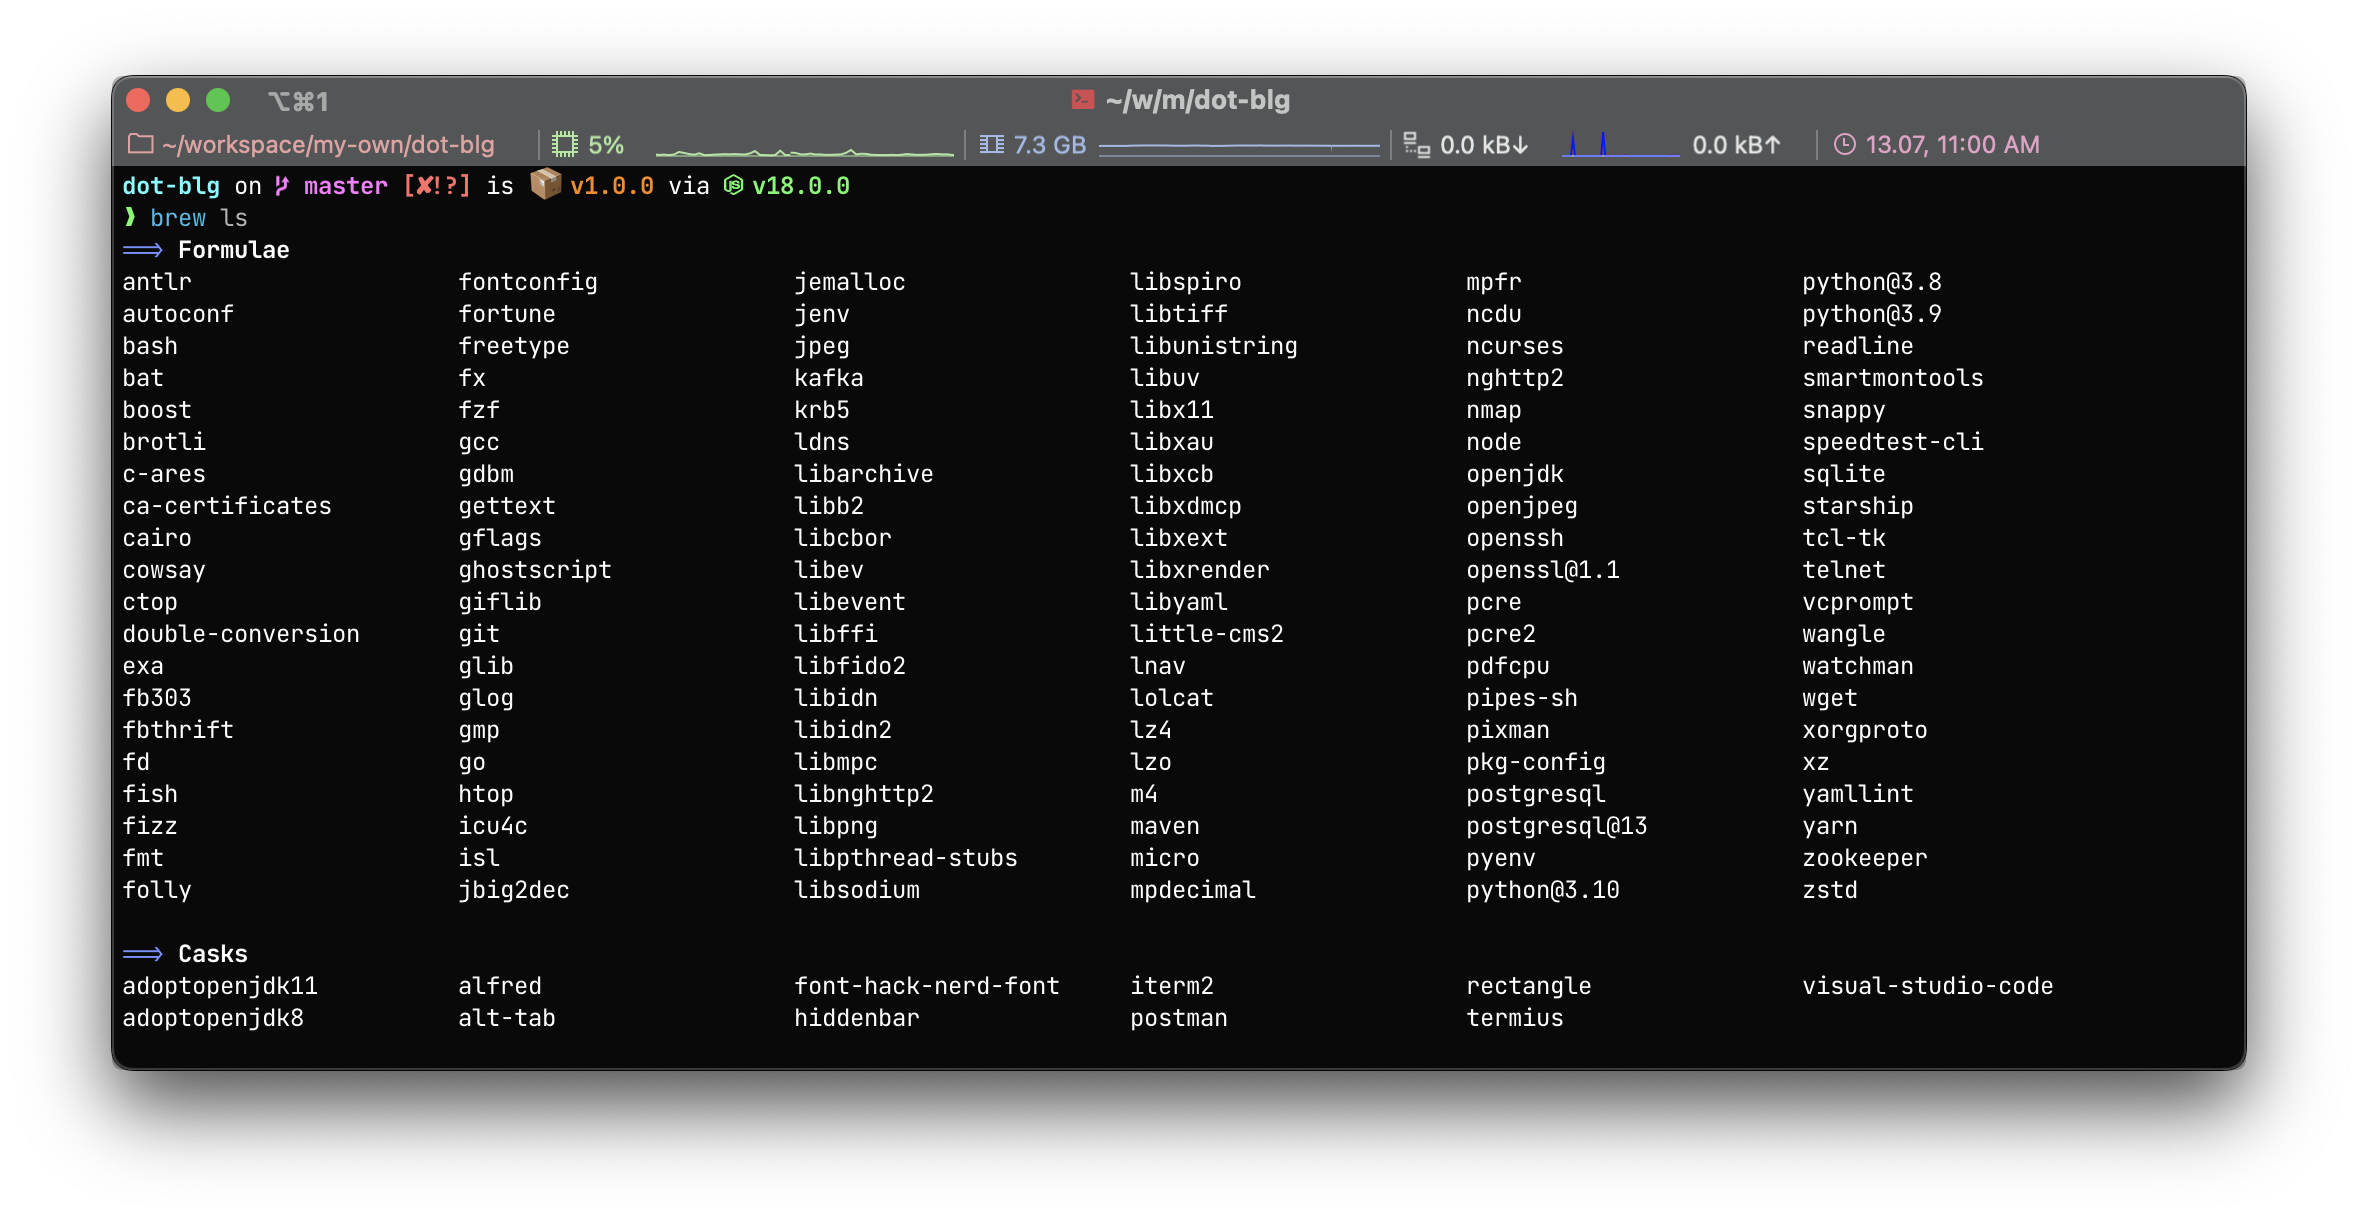 ⌥⌘1 ~/w/m/dot-blg
~/workspace/my-own/dot-blg 5% 7.3 GB 0.0 kB↓ 0.0 kB↑ 13.07, 11:00 AM
dot-blg on master [✘!?] is 📦 v1.0.0 via v18.0.0
❱ brew ls
==> Formulae
antlr fontconfig jemalloc libspiro mpfr python@3.8
autoconf fortune jenv libtiff ncdu python@3.9
bash freetype jpeg libunistring ncurses readline
bat fx kafka libuv nghttp2 smartmontools
boost fzf krb5 libx11 nmap snappy
brotli gcc ldns libxau node speedtest-cli
c-ares gdbm libarchive libxcb openjdk sqlite
ca-certificates gettext libb2 libxdmcp openjpeg starship
cairo gflags libcbor libxext openssh tcl-tk
cowsay ghostscript libev libxrender openssl@1.1 telnet
ctop giflib libevent libyaml pcre vcprompt
double-conversion git libffi little-cms2 pcre2 wangle
exa glib libfido2 lnav pdfcpu watchman
fb303 glog libidn lolcat pipes-sh wget
fbthrift gmp libidn2 lz4 pixman xorgproto
fd go libmpc lzo pkg-config xz
fish htop libnghttp2 m4 postgresql yamllint
fizz icu4c libpng maven postgresql@13 yarn
fmt isl libpthread-stubs micro pyenv zookeeper
folly jbig2dec libsodium mpdecimal python@3.10 zstd
==> Casks
adoptopenjdk11 alfred font-hack-nerd-font iterm2 rectangle visual-studio-code
adoptopenjdk8 alt-tab hiddenbar postman termius